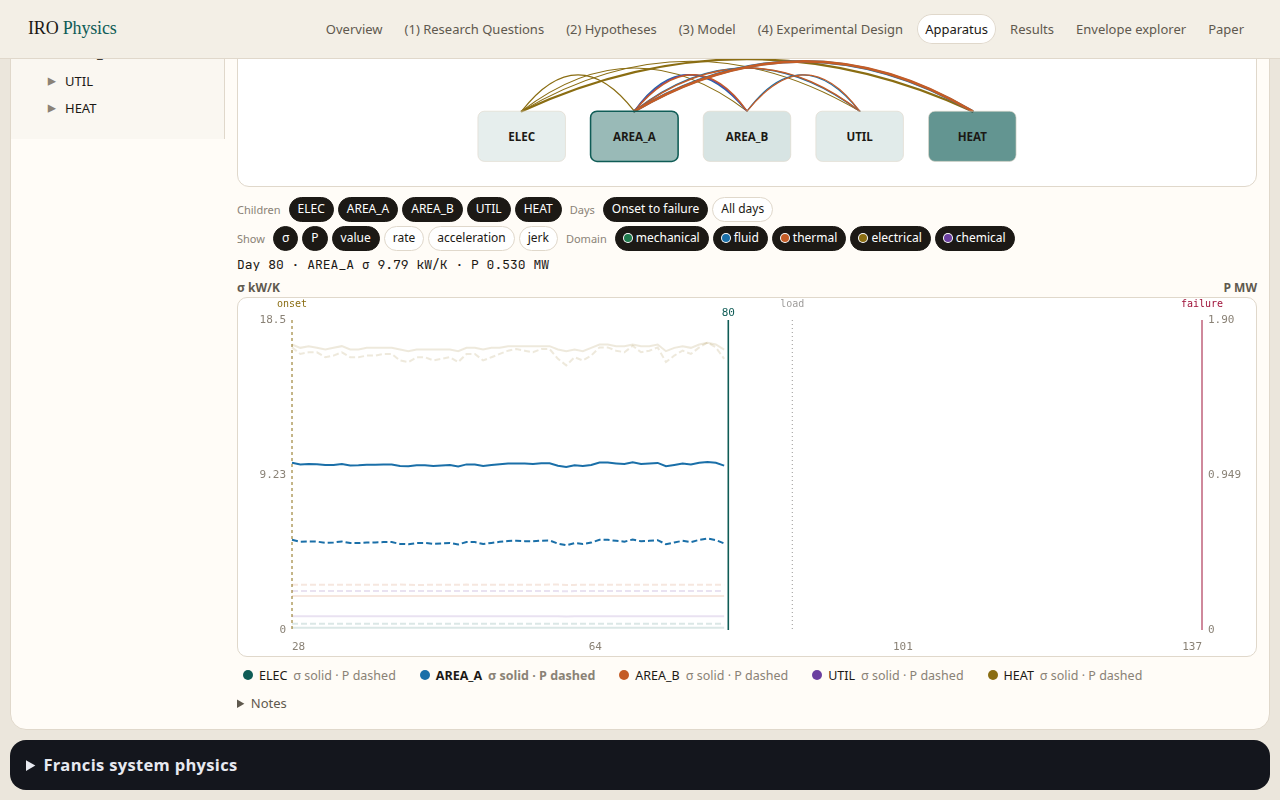 IRO Physics
Overview
(1) Research Questions
(2) Hypotheses
(3) Model
(4) Experimental Design
Apparatus
Results
Envelope explorer
Paper
▶ UTIL
▶ HEAT
ELEC
AREA_A
AREA_B
UTIL
HEAT
Children ELEC AREA_A AREA_B UTIL HEAT Days Onset to failure All days
Show σ P value rate acceleration jerk Domain mechanical fluid thermal electrical chemical
Day 80 · AREA_A σ 9.79 kW/K · P 0.530 MW
σ kW/K
P MW
onset
load
failure
80
18.5
1.90
9.23
0.949
0
0
28
64
101
137
ELEC σ solid · P dashed
AREA_A σ solid · P dashed
AREA_B σ solid · P dashed
UTIL σ solid · P dashed
HEAT σ solid · P dashed
▶ Notes
▶ Francis system physics